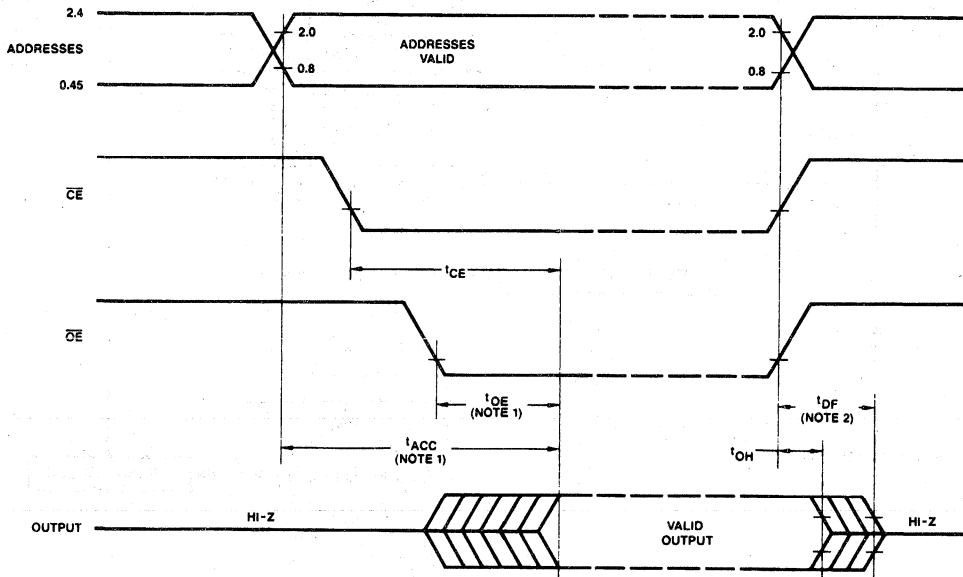 2.4
ADDRESSES
0.45
2.0
0.8
ADDRESSES
VALID
2.0
0.8
CE
tCE
OE
tOE
(NOTE 1)
tACC
(NOTE 1)
tDF
(NOTE 2)
tOH
OUTPUT
HI-Z
VALID
OUTPUT
HI-Z